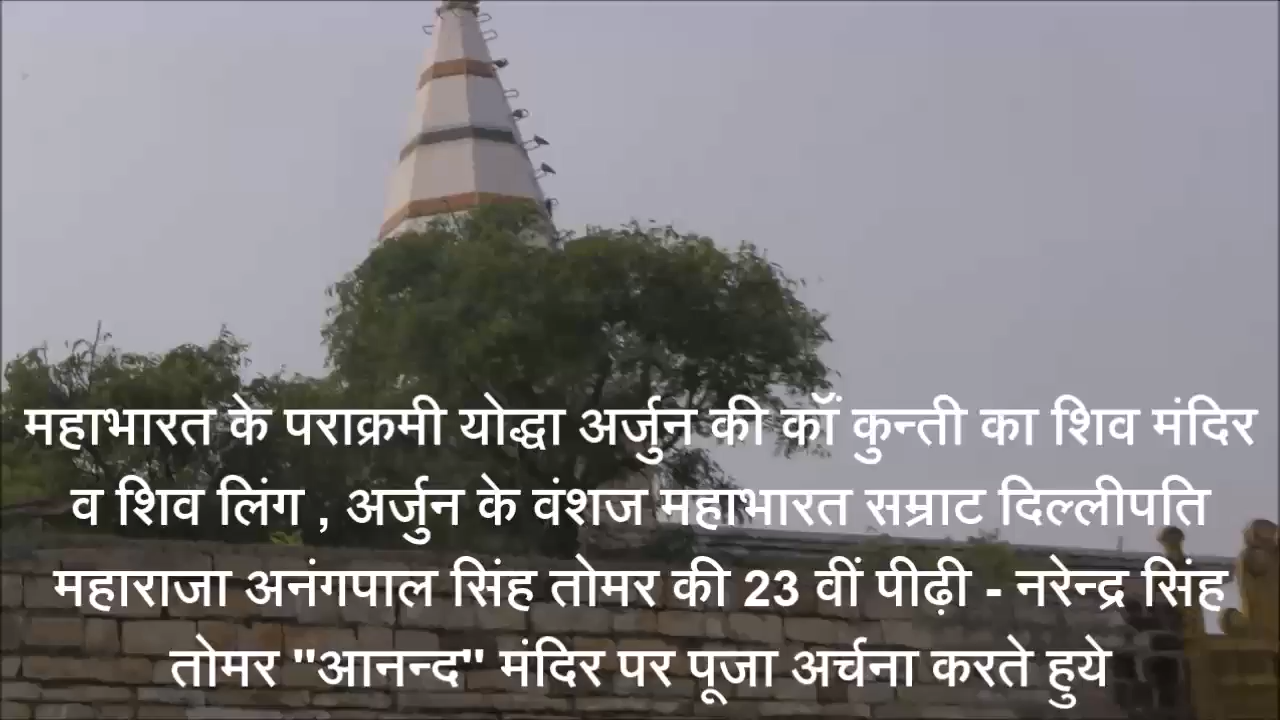 महाभारत के पराक्रमी योद्धा अर्जुन की कॉं कुन्ती का शिव मंदिर
व शिव लिंग , अर्जुन के वंशज महाभारत सम्राट दिल्लीपति
महाराजा अनंगपाल सिंह तोमर की 23 वीं पीढ़ी - नरेन्द्र सिंह
तोमर "आनन्द" मंदिर पर पूजा अर्चना करते हुये